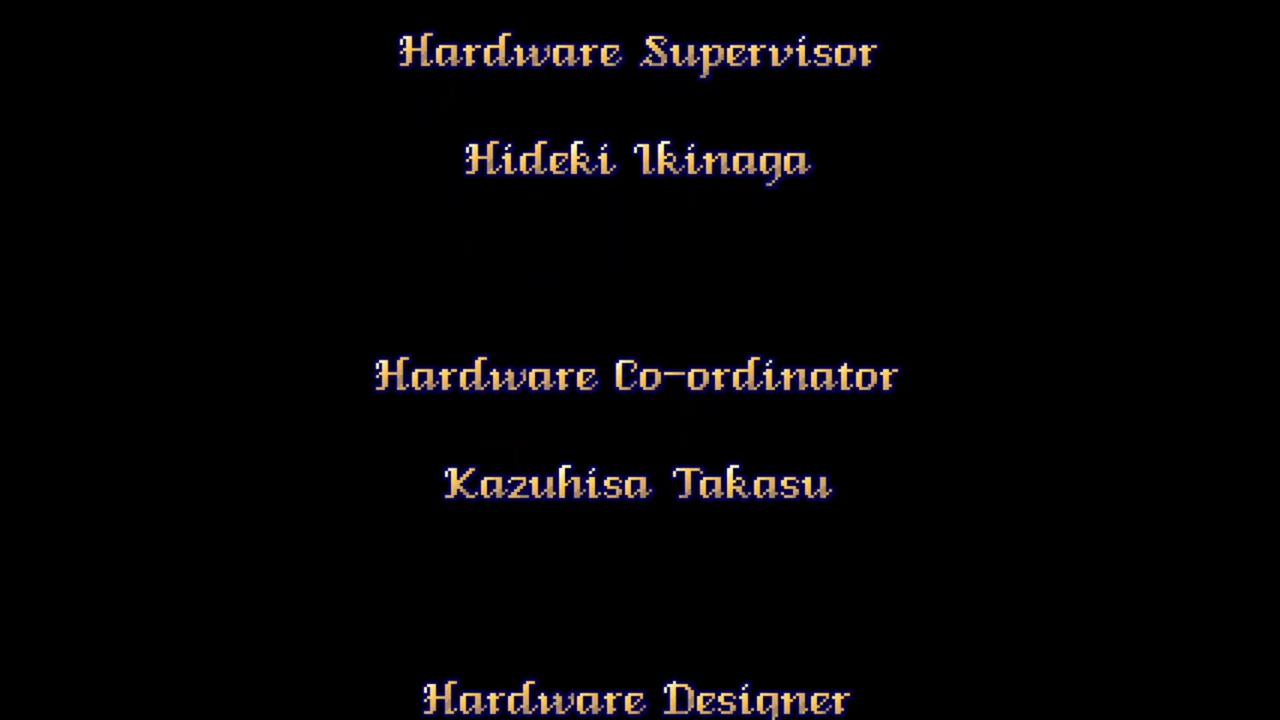 Hardware Supervisor
Hideki Ikinaga
Hardware Co-ordinator
Kazuhisa Takasu
Hardware Designer